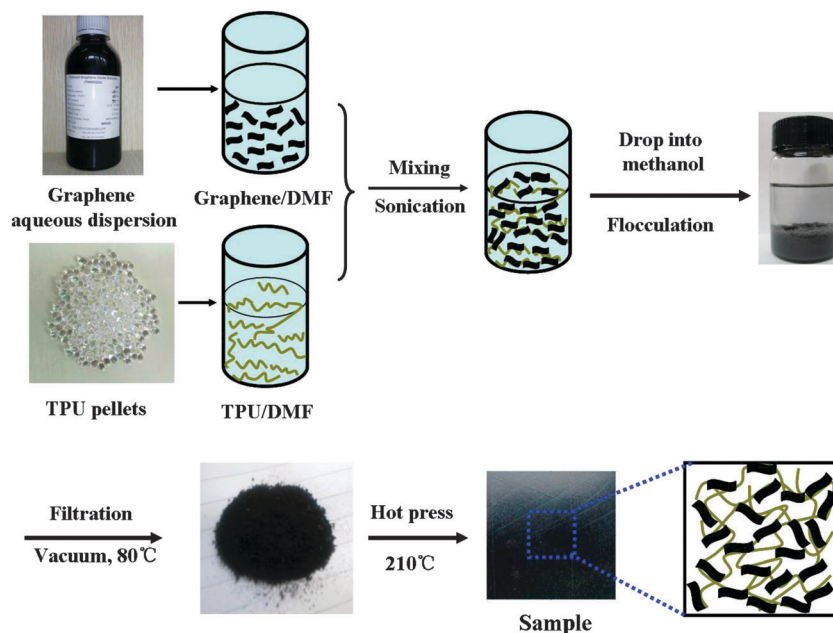 Graphene
aqueous dispersion
Graphene/DMF
TPU pellets
TPU/DMF
Mixing
Sonication
Drop into
methanol
Flocculation
Filtration
Vacuum, 80℃
Hot press
210℃
Sample